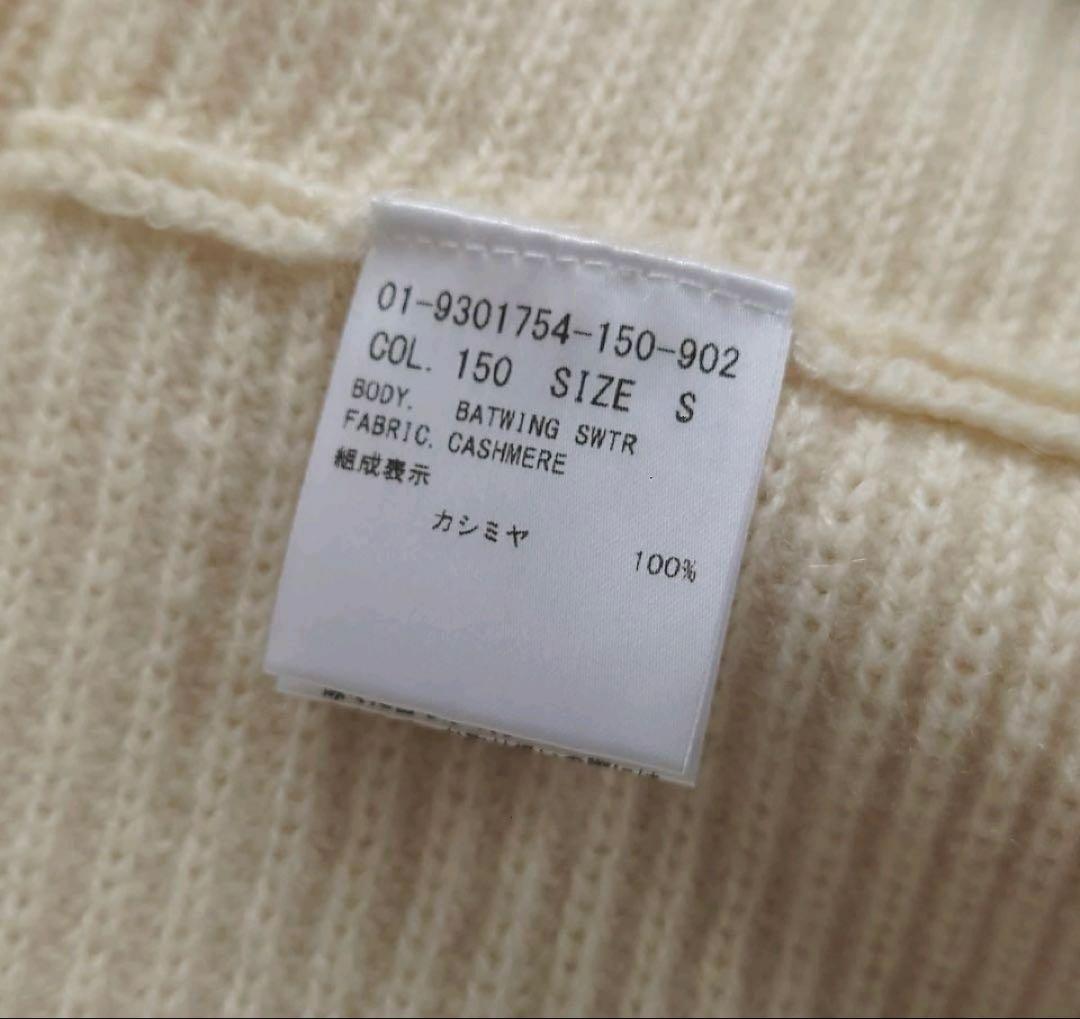 01-9301754-150-902
COL. 150 SIZE S
BODY. BATWING SWTR
FABRIC. CASHMERE
組成表示
カシミヤ 100%